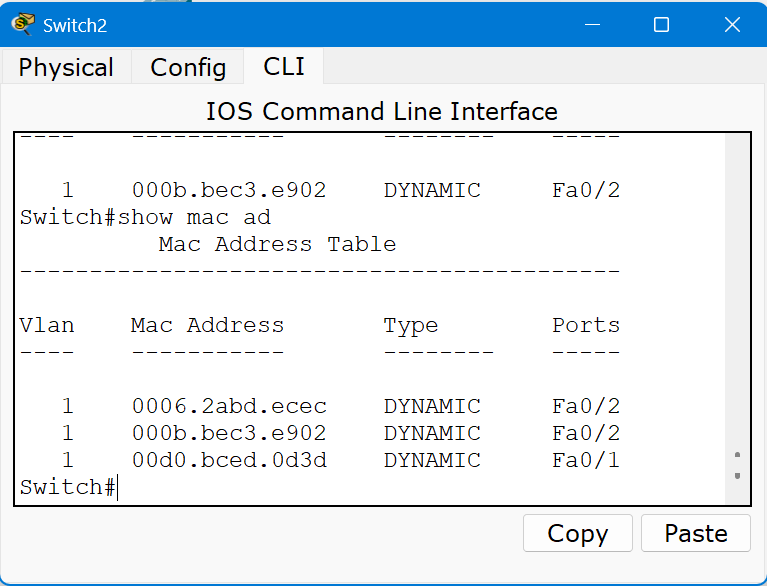 Switch2
Physical Config CLI
IOS Command Line Interface
---- ----------- -------- -----
1 000b.bec3.e902 DYNAMIC Fa0/2
Switch#show mac ad
Mac Address Table
-------------------------------------------
Vlan Mac Address Type Ports
---- ----------- -------- -----
1 0006.2abd.ecec DYNAMIC Fa0/2
1 000b.bec3.e902 DYNAMIC Fa0/2
1 00d0.bced.0d3d DYNAMIC Fa0/1
Switch#
Copy Paste